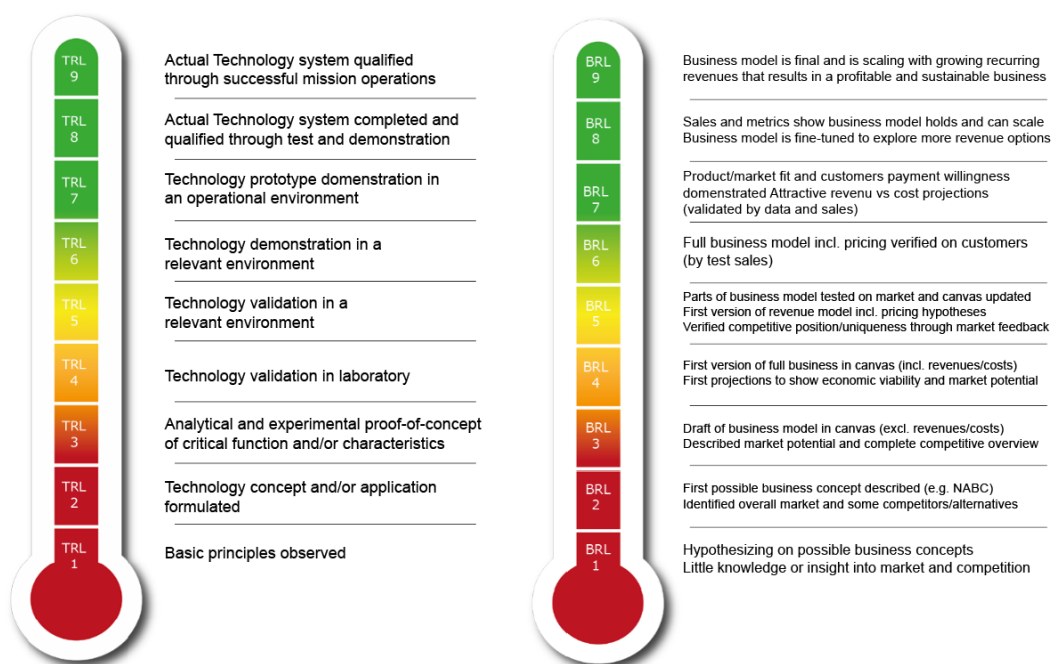 TRL
9
Actual Technology system qualified
through successful mission operations
TRL
8
Actual Technology system completed and
qualified through test and demonstration
TRL
7
Technology prototype domenstration in
an operational environment
TRL
6
Technology demonstration in a
relevant environment
TRL
5
Technology validation in a
relevant environment
TRL
4
Technology validation in laboratory
TRL
3
Analytical and experimental proof-of-concept
of critical function and/or characteristics
TRL
2
Technology concept and/or application
formulated
TRL
1
Basic principles observed
BRL
9
Business model is final and is scaling with growing recurring
revenues that results in a profitable and sustainable business
BRL
8
Sales and metrics show business model holds and can scale
Business model is fine-tuned to explore more revenue options
BRL
7
Product/market fit and customers payment willingness
domenstrated Attractive revenu vs cost projections
(validated by data and sales)
BRL
6
Full business model incl. pricing verified on customers
(by test sales)
BRL
5
Parts of business model tested on market and canvas updated
First version of revenue model incl. pricing hypotheses
Verified competitive position/uniqueness through market feedback
BRL
4
First version of full business in canvas (incl. revenues/costs)
First projections to show economic viability and market potential
BRL
3
Draft of business model in canvas (excl. revenues/costs)
Described market potential and complete competitive overview
BRL
2
First possible business concept described (e.g. NABC)
Identified overall market and some competitors/alternatives
BRL
1
Hypothesizing on possible business concepts
Little knowledge or insight into market and competition